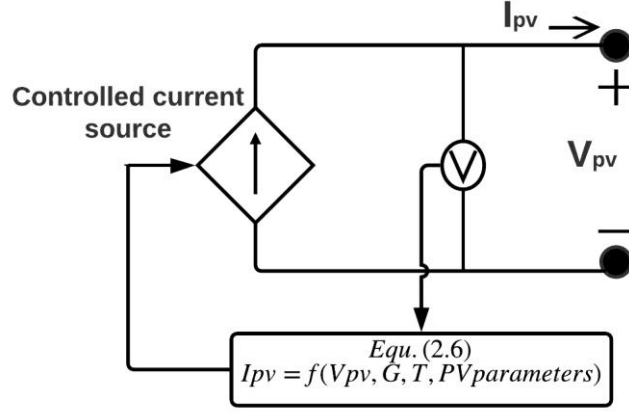 Ipv
Controlled current
source
+
V
Vpv
−
Equ. (2.6)
Ipv = f(Vpv, G, T, PVparameters)